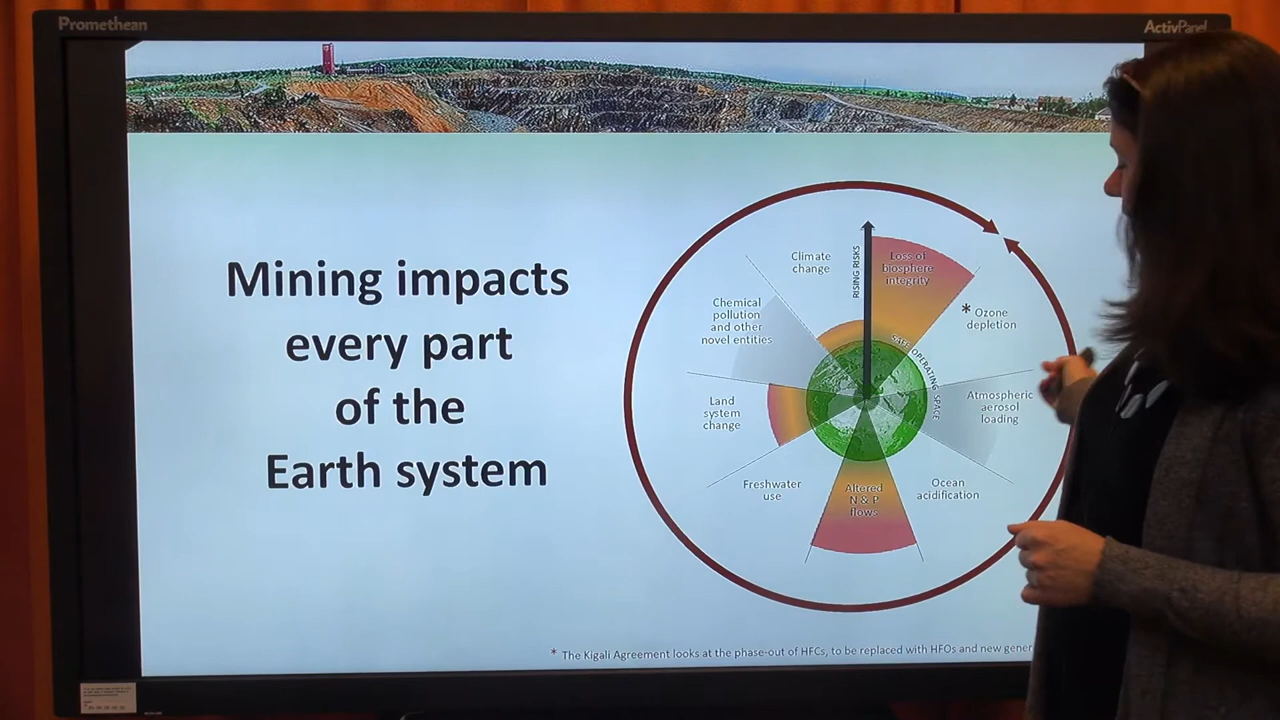 Promethean
ActivPanel
Mining impacts
every part
of the
Earth system
Climate
change
RISING RISKS
Loss of
biosphere
integrity
* Ozone
depletion
Chemical
pollution
and other
novel entities
SAFE OPERATING SPACE
Land
system
change
Atmospheric
aerosol
loading
Freshwater
use
Altered
N & P
flows
Ocean
acidification
* The Kigali Agreement looks at the phase-out of HFCs, to be replaced with HFOs and new gener